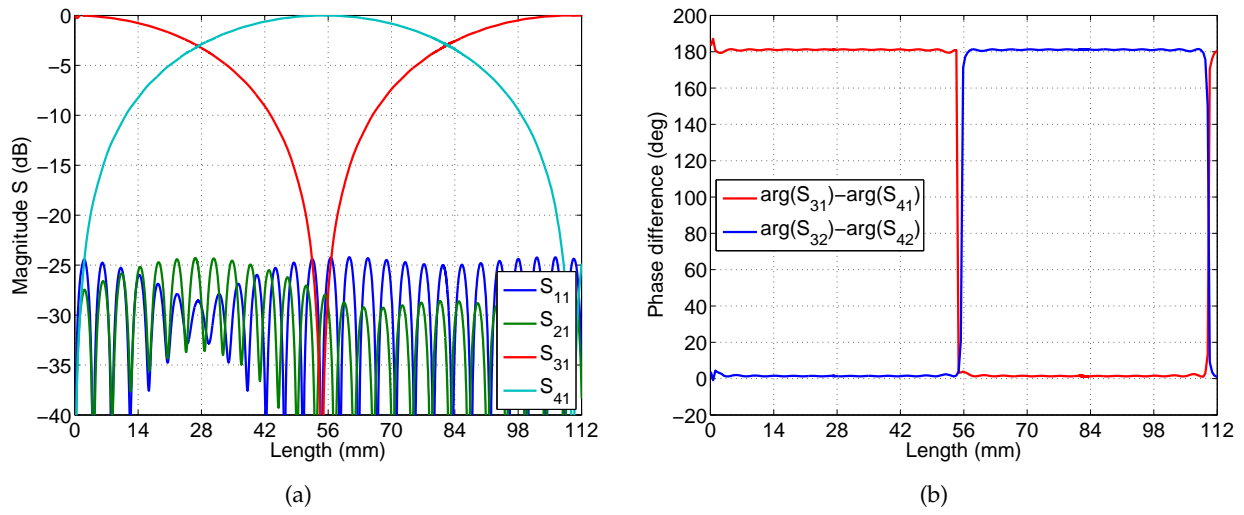 0
−5
−10
−15
−20
−25
−30
−35
−40
Magnitude S (dB)
0 14 28 42 56 70 84 98 112
Length (mm)
S11
S21
S31
S41
(a)
200
180
160
140
120
100
80
60
40
20
0
−20
Phase difference (deg)
0 14 28 42 56 70 84 98 112
Length (mm)
arg(S31)−arg(S41)
arg(S32)−arg(S42)
(b)